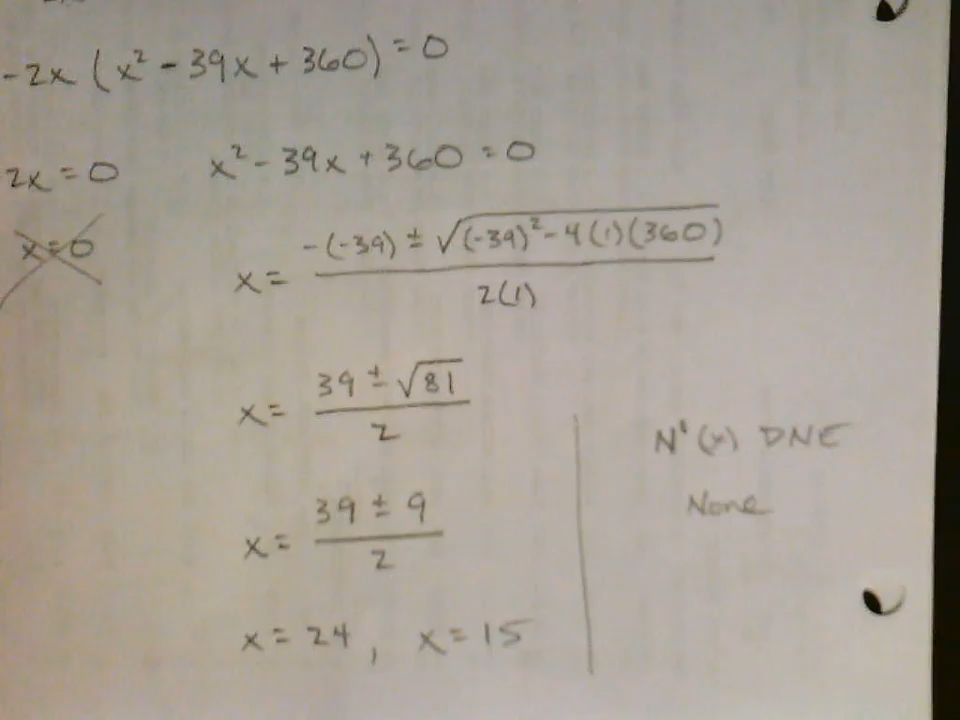 -2x (x² - 39x + 360) = 0
2x = 0
x² - 39x + 360 = 0
x = 0
x = (-(-39) ± √((-39)² - 4(1)(360))) / 2(1)
x = (39 ± √81) / 2
x = (39 ± 9) / 2
x = 24, x = 15
N'(x) DNE
None